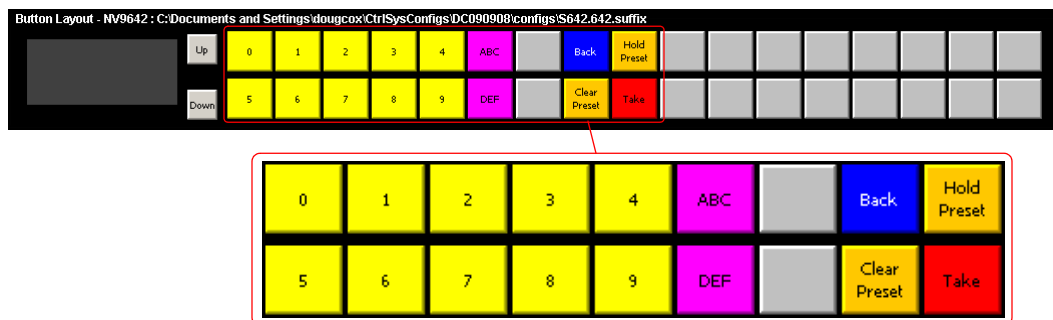 Button Layout - NV9642 : C:\Documents and Settings\dougcox\CtrlSysConfigs\DC090908\configs\S642.642.suffix
Up 0 1 2 3 4 ABC Back Hold Preset
Down 5 6 7 8 9 DEF Clear Preset Take
0 1 2 3 4 ABC Back Hold Preset
5 6 7 8 9 DEF Clear Preset Take